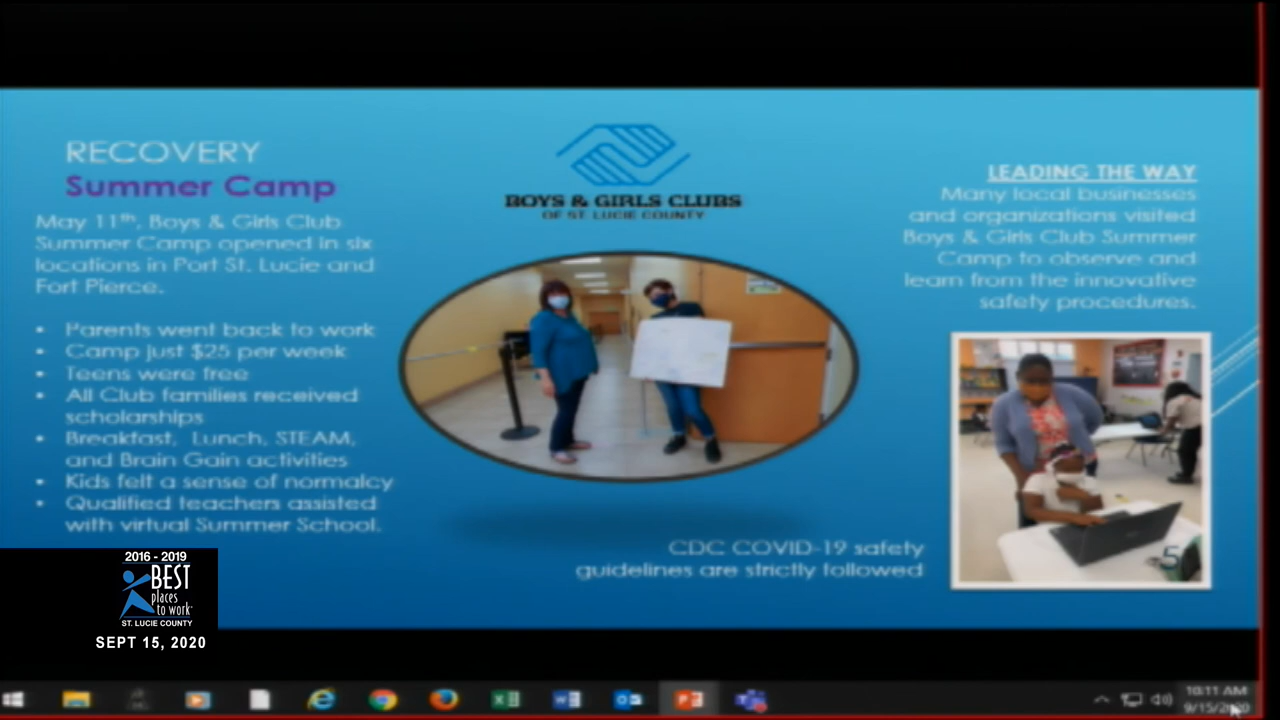 RECOVERY
Summer Camp
May 11th, Boys & Girls Club
Summer Camp opened in six
locations in Port St. Lucie and
Fort Pierce.
• Parents went back to work
• Camp just $25 per week
• Teens were free
• All Club families received
scholarships
• Breakfast, Lunch, STEAM,
and Brain Gain activities
• Kids felt a sense of normalcy
• Qualified teachers assisted
with virtual Summer School.
BOYS & GIRLS CLUBS
OF ST. LUCIE COUNTY
CDC COVID-19 safety
guidelines are strictly followed
LEADING THE WAY
Many local businesses
and organizations visited
Boys & Girls Club Summer
Camp to observe and
learn from the innovative
safety procedures.
5
2016 - 2019
BEST
places
to work
ST. LUCIE COUNTY
SEPT 15, 2020
10:11 AM
9/15/2020